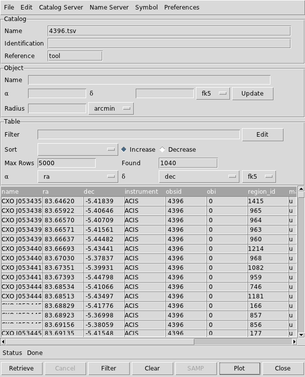 File Edit Catalog Server Name Server Symbol Preferences
Catalog
Name 4396.tsv
Identification
Reference tool
Object
Name
α δ fk5 Update
Radius arcmin
Table
Filter Edit
Sort Increase Decrease
Max Rows 5000 Found 1040
α ra δ dec fk5
name ra dec instrument obsid obi region_id
CXO J053435 83.64620 -5.41839 ACIS 4396 0 1415 u
CXO J053438 83.65922 -5.40646 ACIS 4396 0 965 u
CXO J053439 83.66570 -5.40709 ACIS 4396 0 964 u
CXO J053439 83.66571 -5.41561 ACIS 4396 0 963 u
CXO J053439 83.66637 -5.44482 ACIS 4396 0 960 u
CXO J053440 83.66693 -5.43000 ACIS 4396 0 1214 u
CXO J053440 83.67030 -5.37837 ACIS 4396 0 968 u
CXO J053441 83.67351 -5.39931 ACIS 4396 0 1082 u
CXO J053441 83.67393 -5.44798 ACIS 4396 0 959 u
CXO J053444 83.68534 -5.41066 ACIS 4396 0 746 u
CXO J053444 83.68513 -5.43497 ACIS 4396 0 1181 u
83.68829 -5.41776 ACIS 4396 0 166 u
83.68923 -5.36998 ACIS 4396 0 857 u
83.69156 -5.38059 ACIS 4396 0 856 u
CXO J053445 83.69135 -5.41548 ACIS 4396 0 177 u
Status Done
Retrieve Cancel Filter Clear SAMP Plot Close